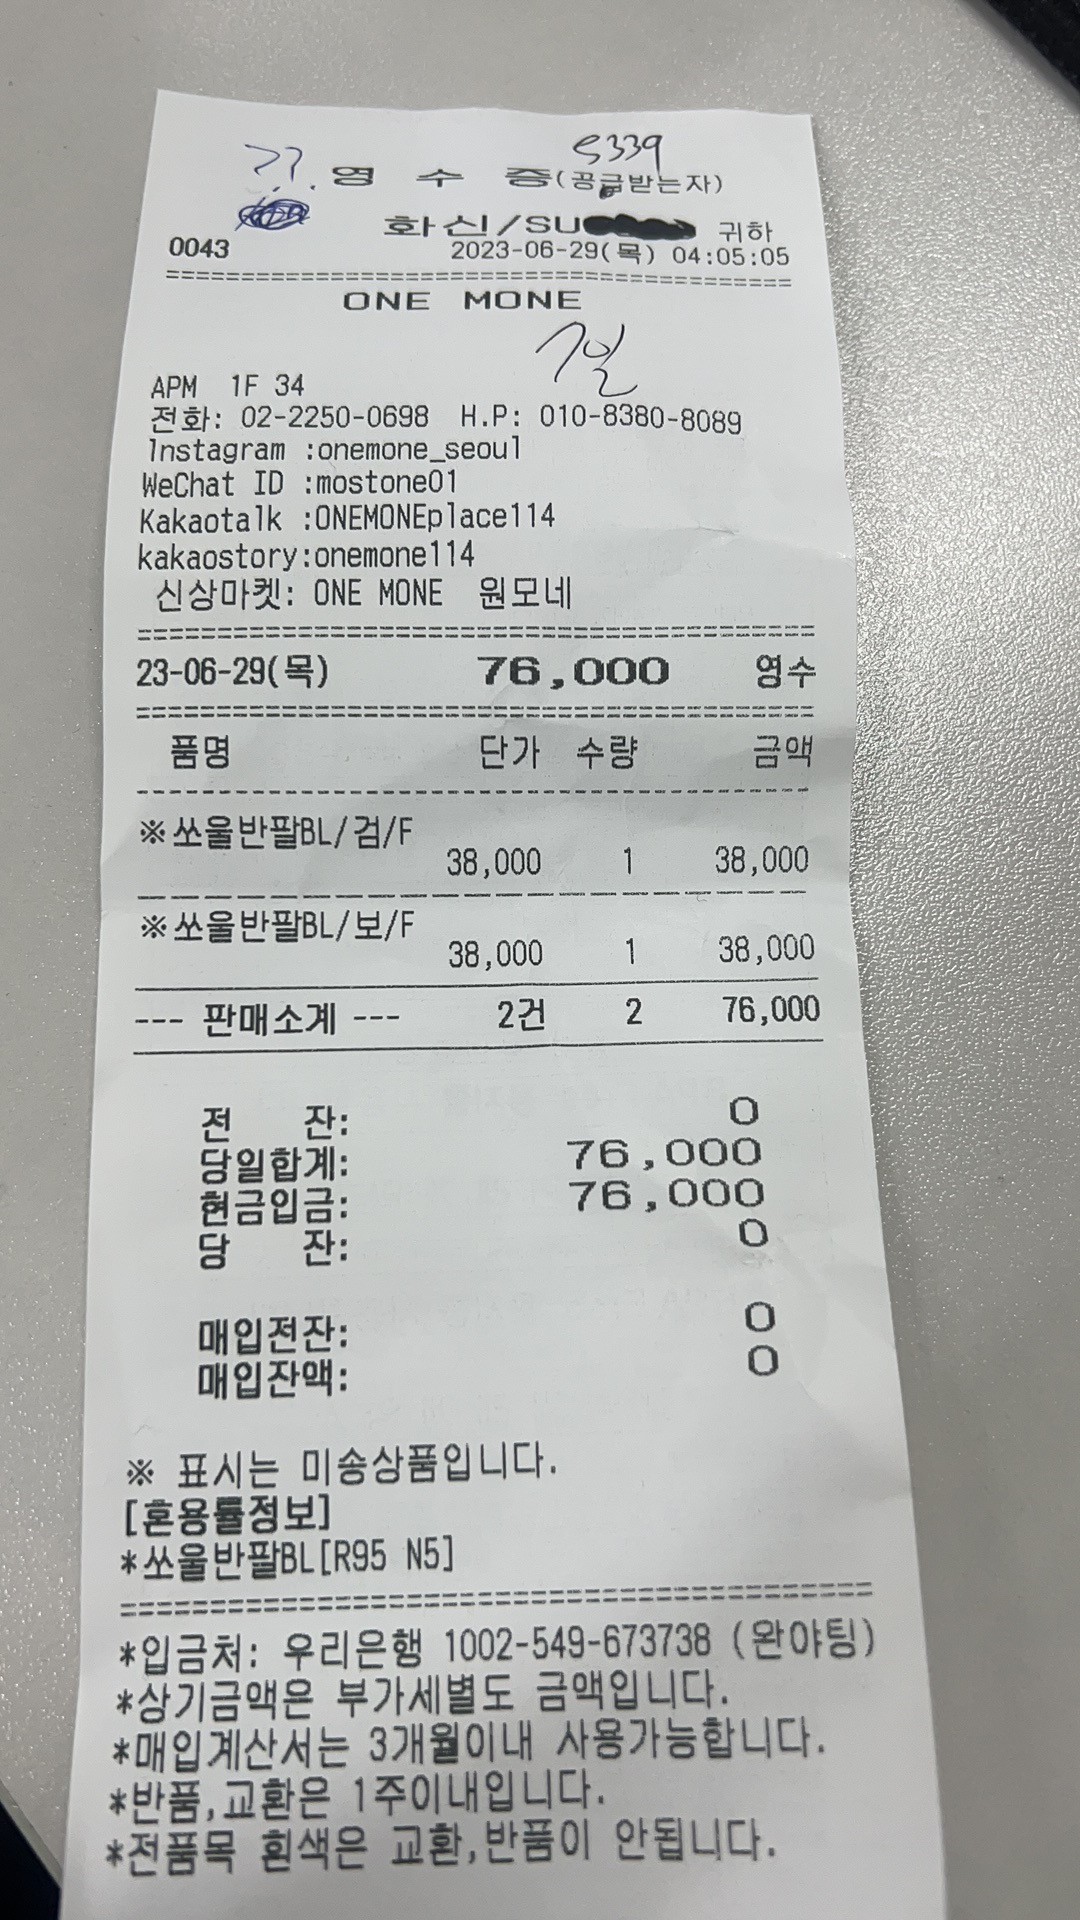 5339
영 수 증(공급받는자)
화신/SU 귀하
0043 2023-06-29(목) 04:05:05
==========================================
ONE MONE
APM 1F 34
전화: 02-2250-0698 H.P: 010-8380-8089
Instagram :onemone_seoul
WeChat ID :mostone01
Kakaotalk :ONEMONEplace114
kakaostory:onemone114
신상마켓: ONE MONE 원모네
==========================================
23-06-29(목) 76,000 영수
==========================================
품명 단가 수량 금액
------------------------------------------
※쏘울반팔BL/검/F
38,000 1 38,000
------------------------------------------
※쏘울반팔BL/보/F
38,000 1 38,000
--- 판매소계 --- 2건 2 76,000
전 잔: 0
당일합계: 76,000
현금입금: 76,000
당 잔: 0
매입전잔: 0
매입잔액: 0
※ 표시는 미송상품입니다.
[혼용률정보]
*쏘울반팔BL[R95 N5]
==========================================
*입금처: 우리은행 1002-549-673738 (완야팅)
*상기금액은 부가세별도 금액입니다.
*매입계산서는 3개월이내 사용가능합니다.
*반품,교환은 1주이내입니다.
*전품목 흰색은 교환,반품이 안됩니다.